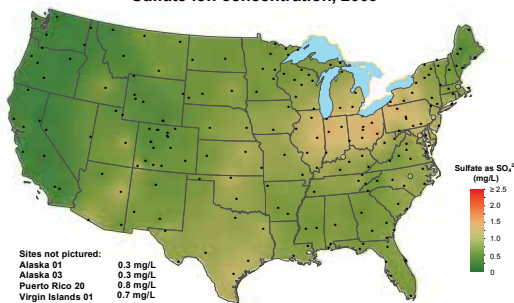 Sulfate ion concentration, 2009
Sulfate as SO₄²
(mg/L)
≥ 2.5
2.0
1.5
1.0
0.5
0
Sites not pictured:
Alaska 01 0.3 mg/L
Alaska 03 0.3 mg/L
Puerto Rico 20 0.8 mg/L
Virgin Islands 01 0.7 mg/L